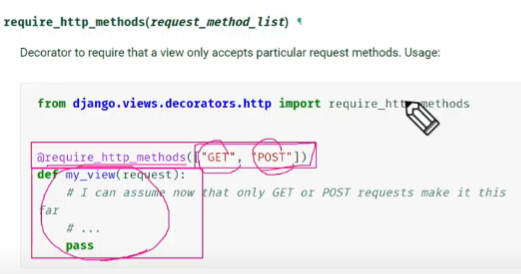 require_http_methods(request_method_list) ¶
Decorator to require that a view only accepts particular request methods. Usage:
from django.views.decorators.http import require_http_methods
@require_http_methods(["GET", "POST"])
def my_view(request):
# I can assume now that only GET or POST requests make it this
far
# ...
pass